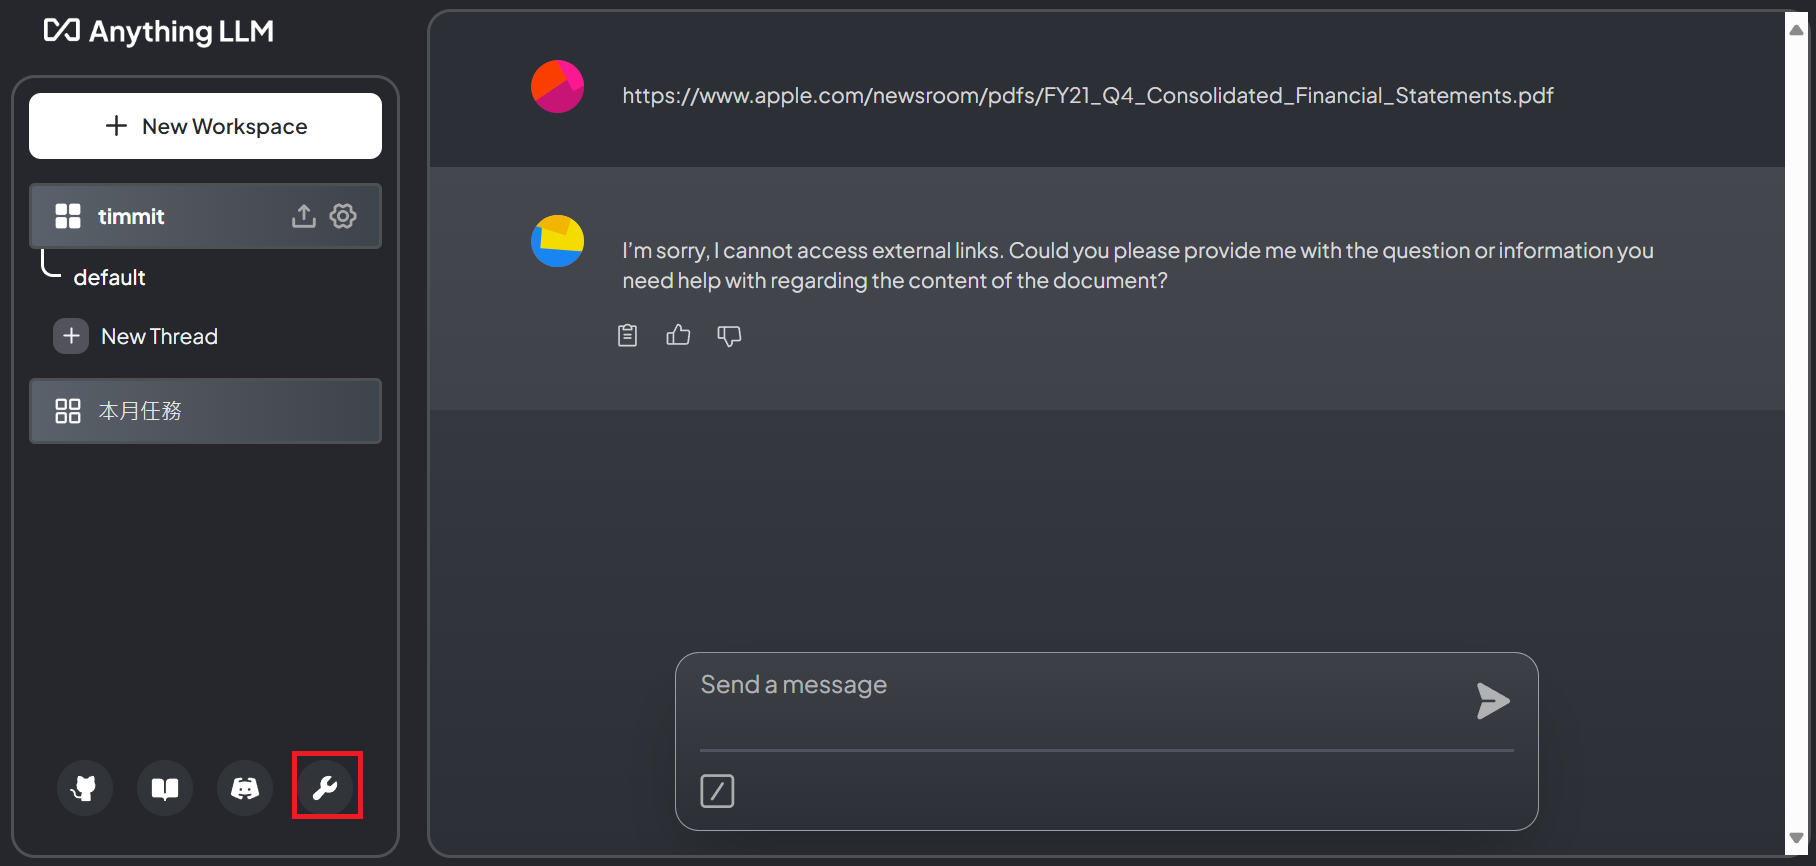 Anything LLM
New Workspace
timmit
default
New Thread
本月任務
https://www.apple.com/newsroom/pdfs/FY21_Q4_Consolidated_Financial_Statements.pdf
I'm sorry, I cannot access external links. Could you please provide me with the question or information you
need help with regarding the content of the document?
Send a message